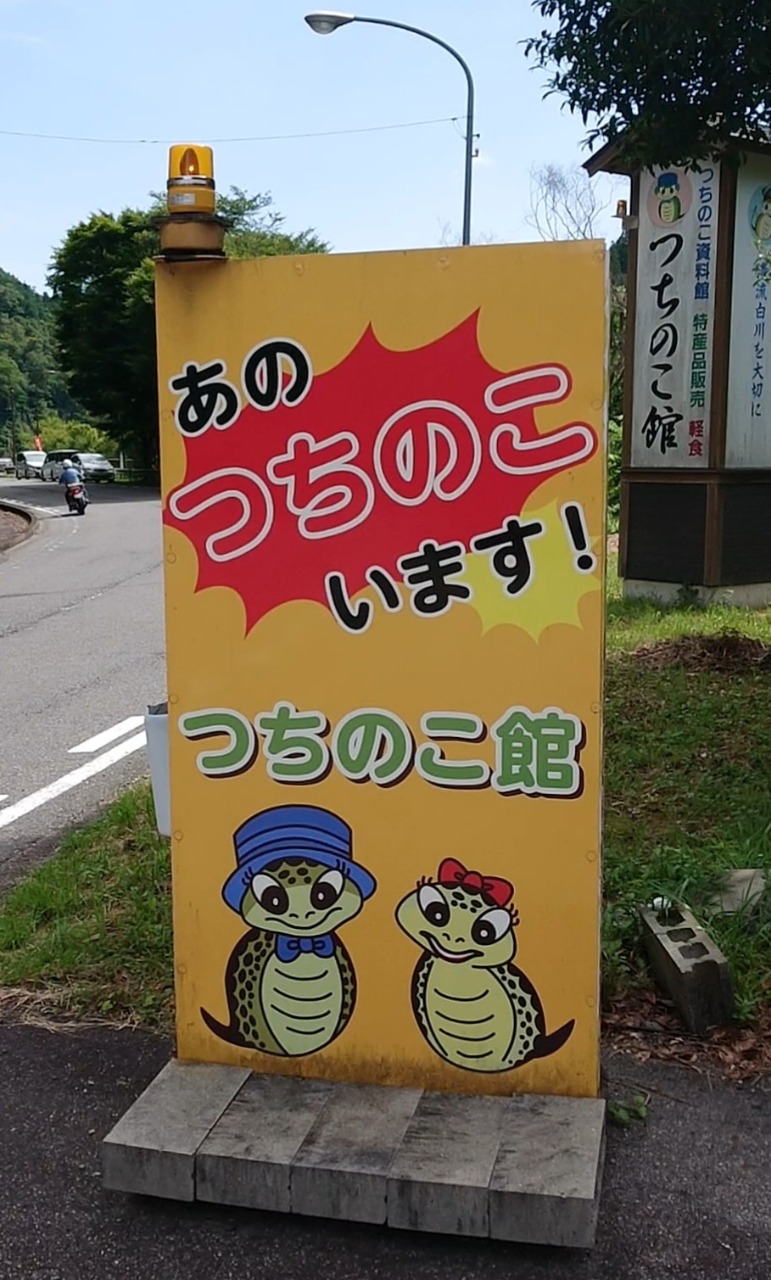 あの
つちのこ
います!
つちのこ館
つちのこ資料館 特産品販売 軽食
つちのこ館
流白川を大切に